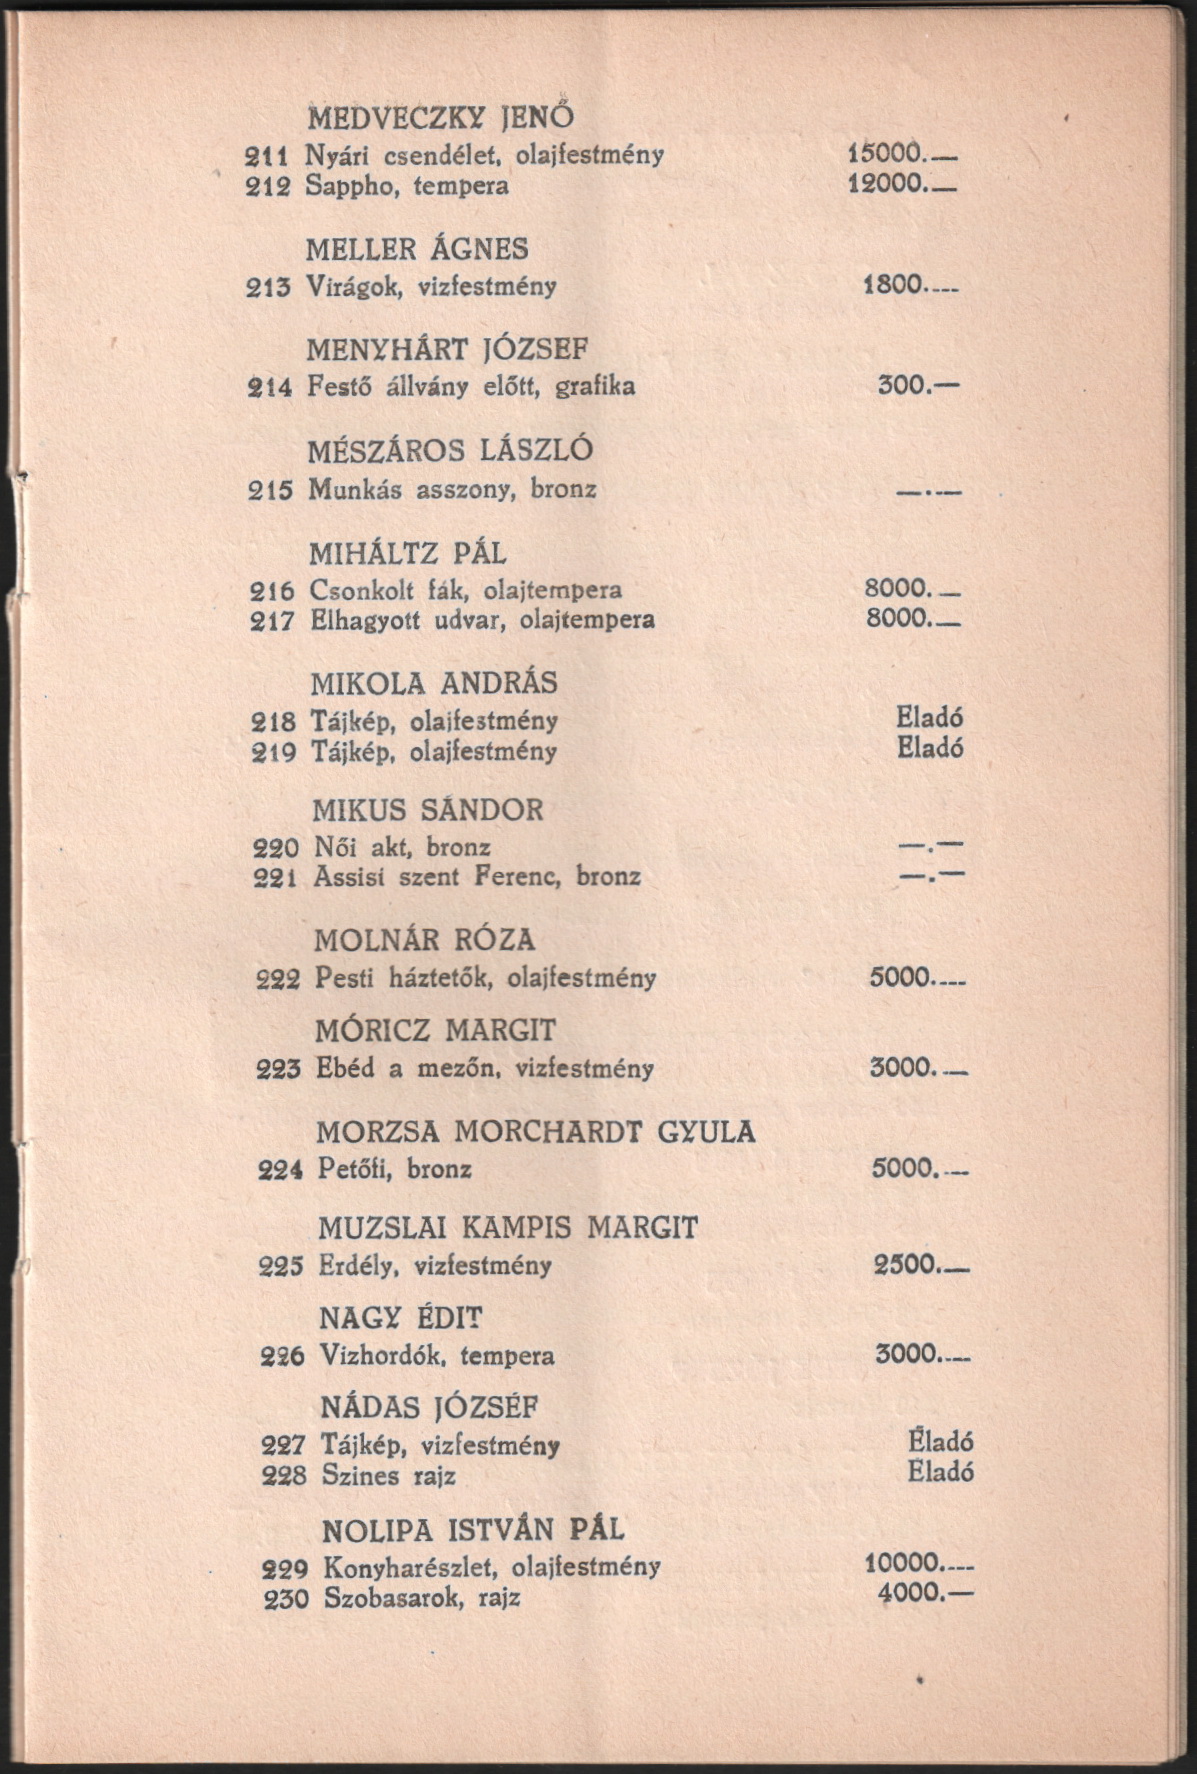 MEDVECZKY JENŐ
211 Nyári csendélet, olajfestmény 15000.—
212 Sappho, tempera 12000.—
MELLER ÁGNES
213 Virágok, vizfestmény 1800.—
MENYHÁRT JÓZSEF
214 Festő állvány előtt, grafika 300.—
MÉSZÁROS LÁSZLÓ
215 Munkás asszony, bronz —.—
MIHÁLTZ PÁL
216 Csonkolt fák, olajtempera 8000.—
217 Elhagyott udvar, olajtempera 8000.—
MIKOLA ANDRÁS
218 Tájkép, olajfestmény Eladó
219 Tájkép, olajfestmény Eladó
MIKUS SÁNDOR
220 Női akt, bronz —.—
221 Assisi szent Ferenc, bronz —.—
MOLNÁR RÓZA
222 Pesti háztetők, olajfestmény 5000.—
MÓRICZ MARGIT
223 Ebéd a mezőn, vizfestmény 3000.—
MORZSA MORCHARDT GYULA
224 Petőfi, bronz 5000.—
MUZSLAI KAMPIS MARGIT
225 Erdély, vizfestmény 2500.—
NAGY ÉDIT
226 Vizhordók, tempera 3000.—
NÁDAS JÓZSÉF
227 Tájkép, vizfestmény Éladó
228 Szines rajz Éladó
NOLIPA ISTVÁN PÁL
229 Konyharészlet, olajfestmény 10000.—
230 Szobasarok, rajz 4000.—